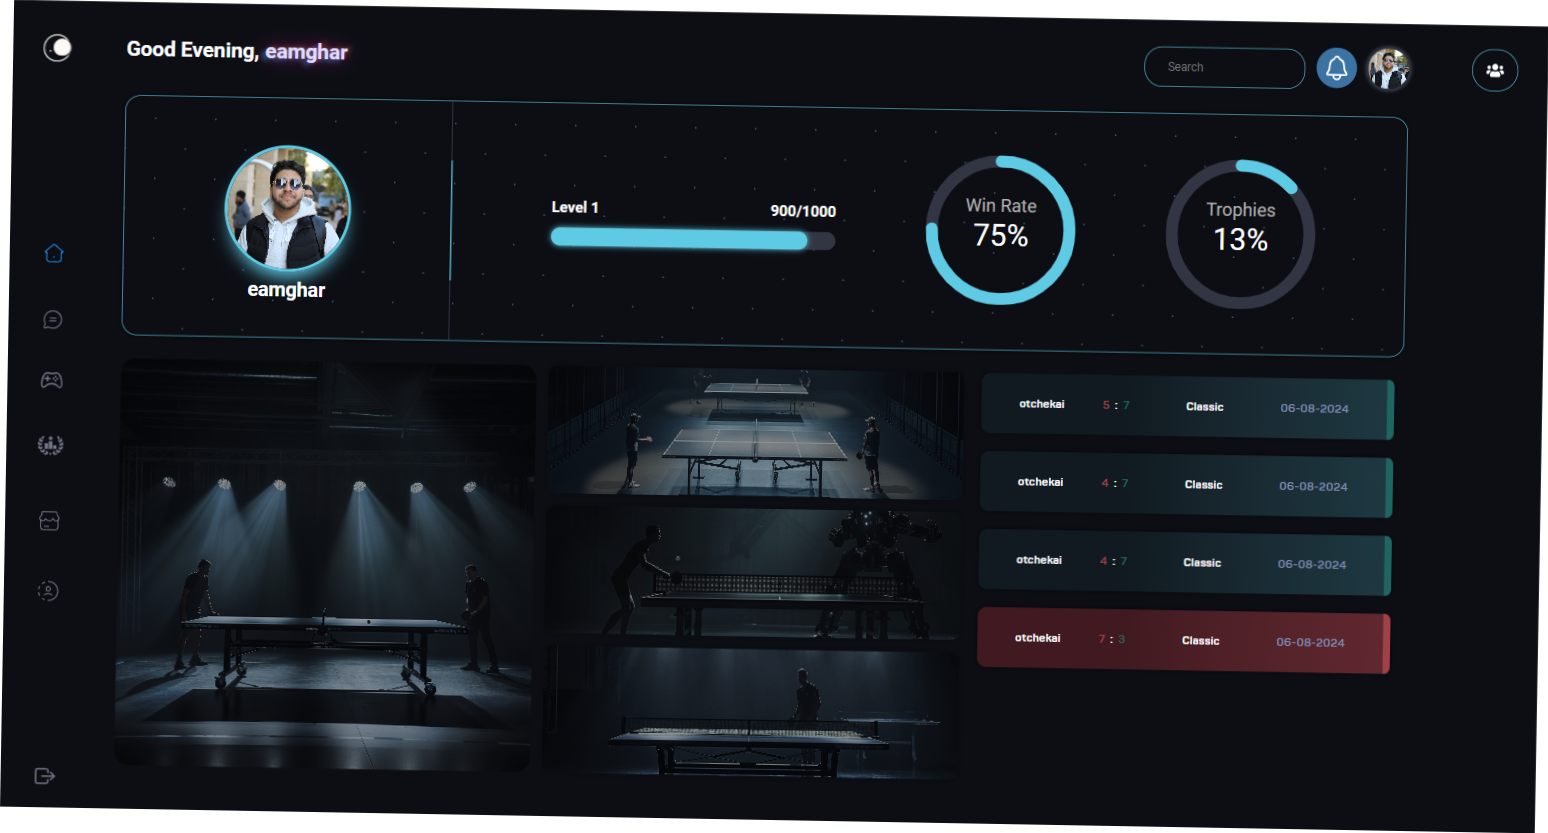 Good Evening, eamghar
Search
eamghar
Level 1 900/1000
Win Rate
75%
Trophies
13%
otchekai 5 : 7 Classic 06-08-2024
otchekai 4 : 7 Classic 06-08-2024
otchekai 4 : 7 Classic 06-08-2024
otchekai 7 : 3 Classic 06-08-2024